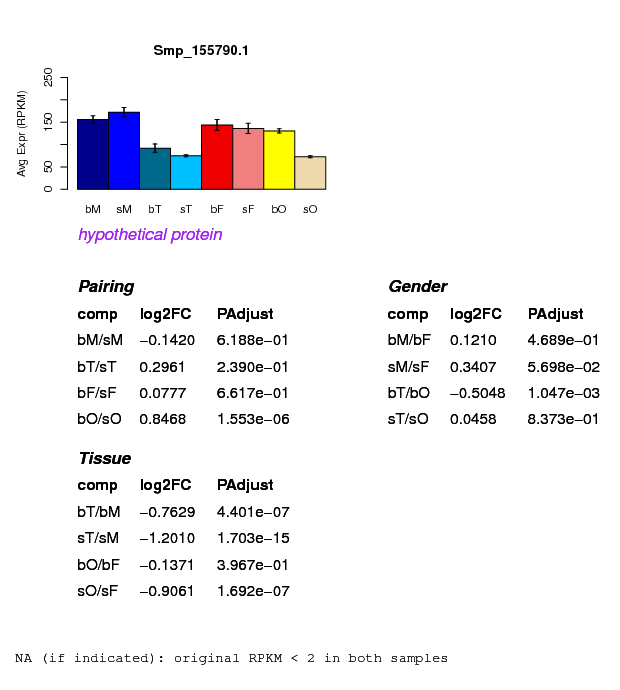 Smp_155790.1
Avg Expr (RPKM)
250
150
50
0
bM sM bT sT bF sF bO sO
hypothetical protein
Pairing
comp log2FC PAdjust
bM/sM −0.1420 6.188e−01
bT/sT 0.2961 2.390e−01
bF/sF 0.0777 6.617e−01
bO/sO 0.8468 1.553e−06
Gender
comp log2FC PAdjust
bM/bF 0.1210 4.689e−01
sM/sF 0.3407 5.698e−02
bT/bO −0.5048 1.047e−03
sT/sO 0.0458 8.373e−01
Tissue
comp log2FC PAdjust
bT/bM −0.7629 4.401e−07
sT/sM −1.2010 1.703e−15
bO/bF −0.1371 3.967e−01
sO/sF −0.9061 1.692e−07
NA (if indicated): original RPKM < 2 in both samples